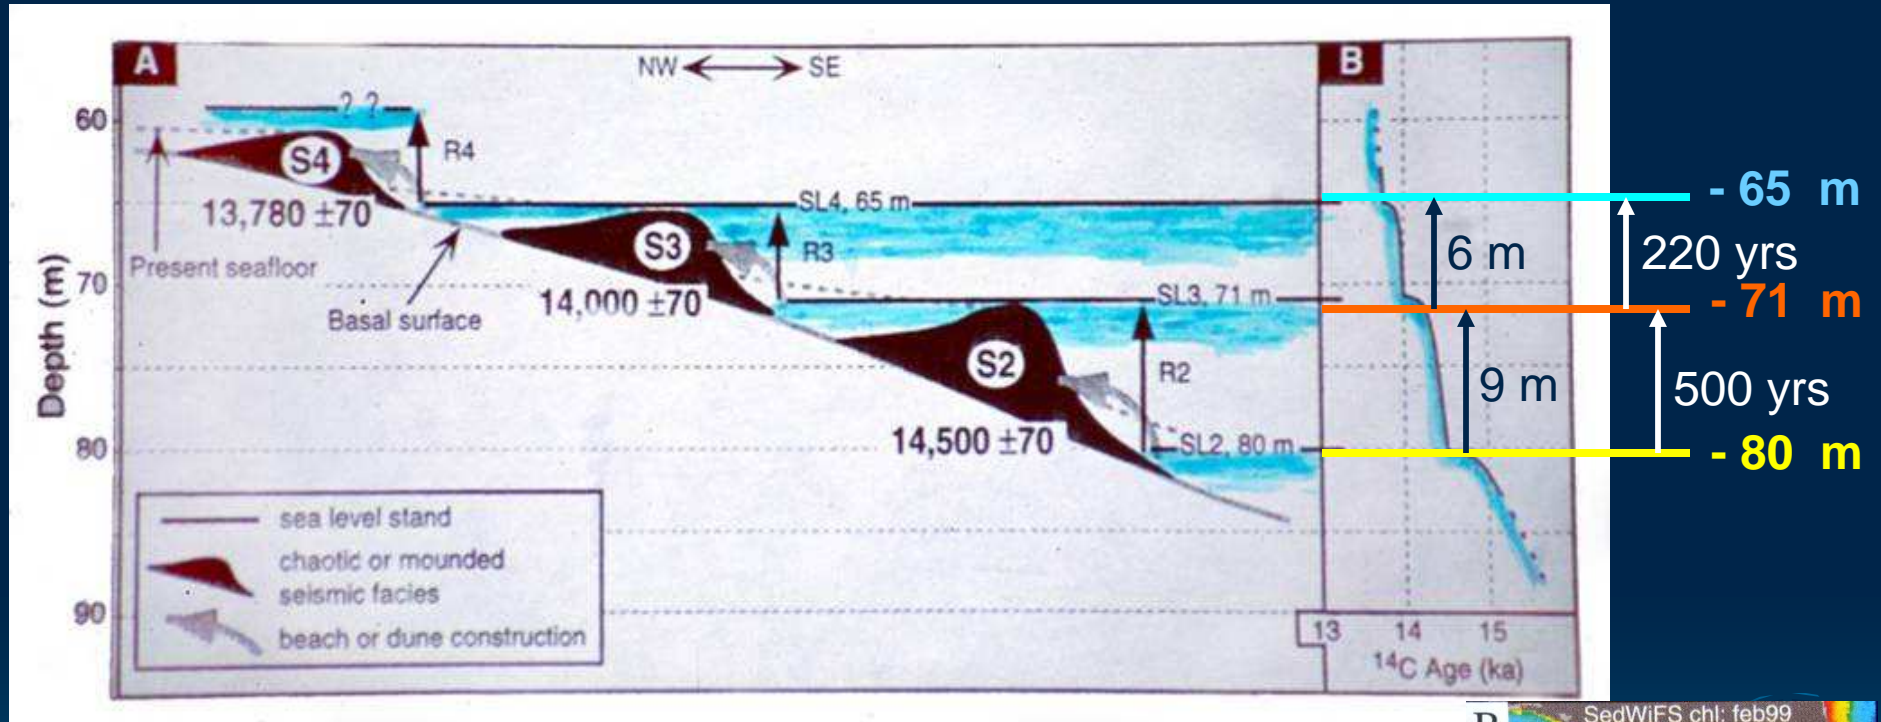 A
NW SE
B
60
? ?
S4
R4
13,780 ±70
SL4, 65 m
- 65 m
S3
R3
6 m
220 yrs
Present seafloor
Depth (m)
70
14,000 ±70
SL3, 71 m
- 71 m
Basal surface
S2
R2
9 m
500 yrs
80
14,500 ±70
SL2, 80 m
- 80 m
sea level stand
chaotic or mounded
seismic facies
beach or dune construction
90
13 14 15
14C Age (ka)
SedWiFS chl: feb99